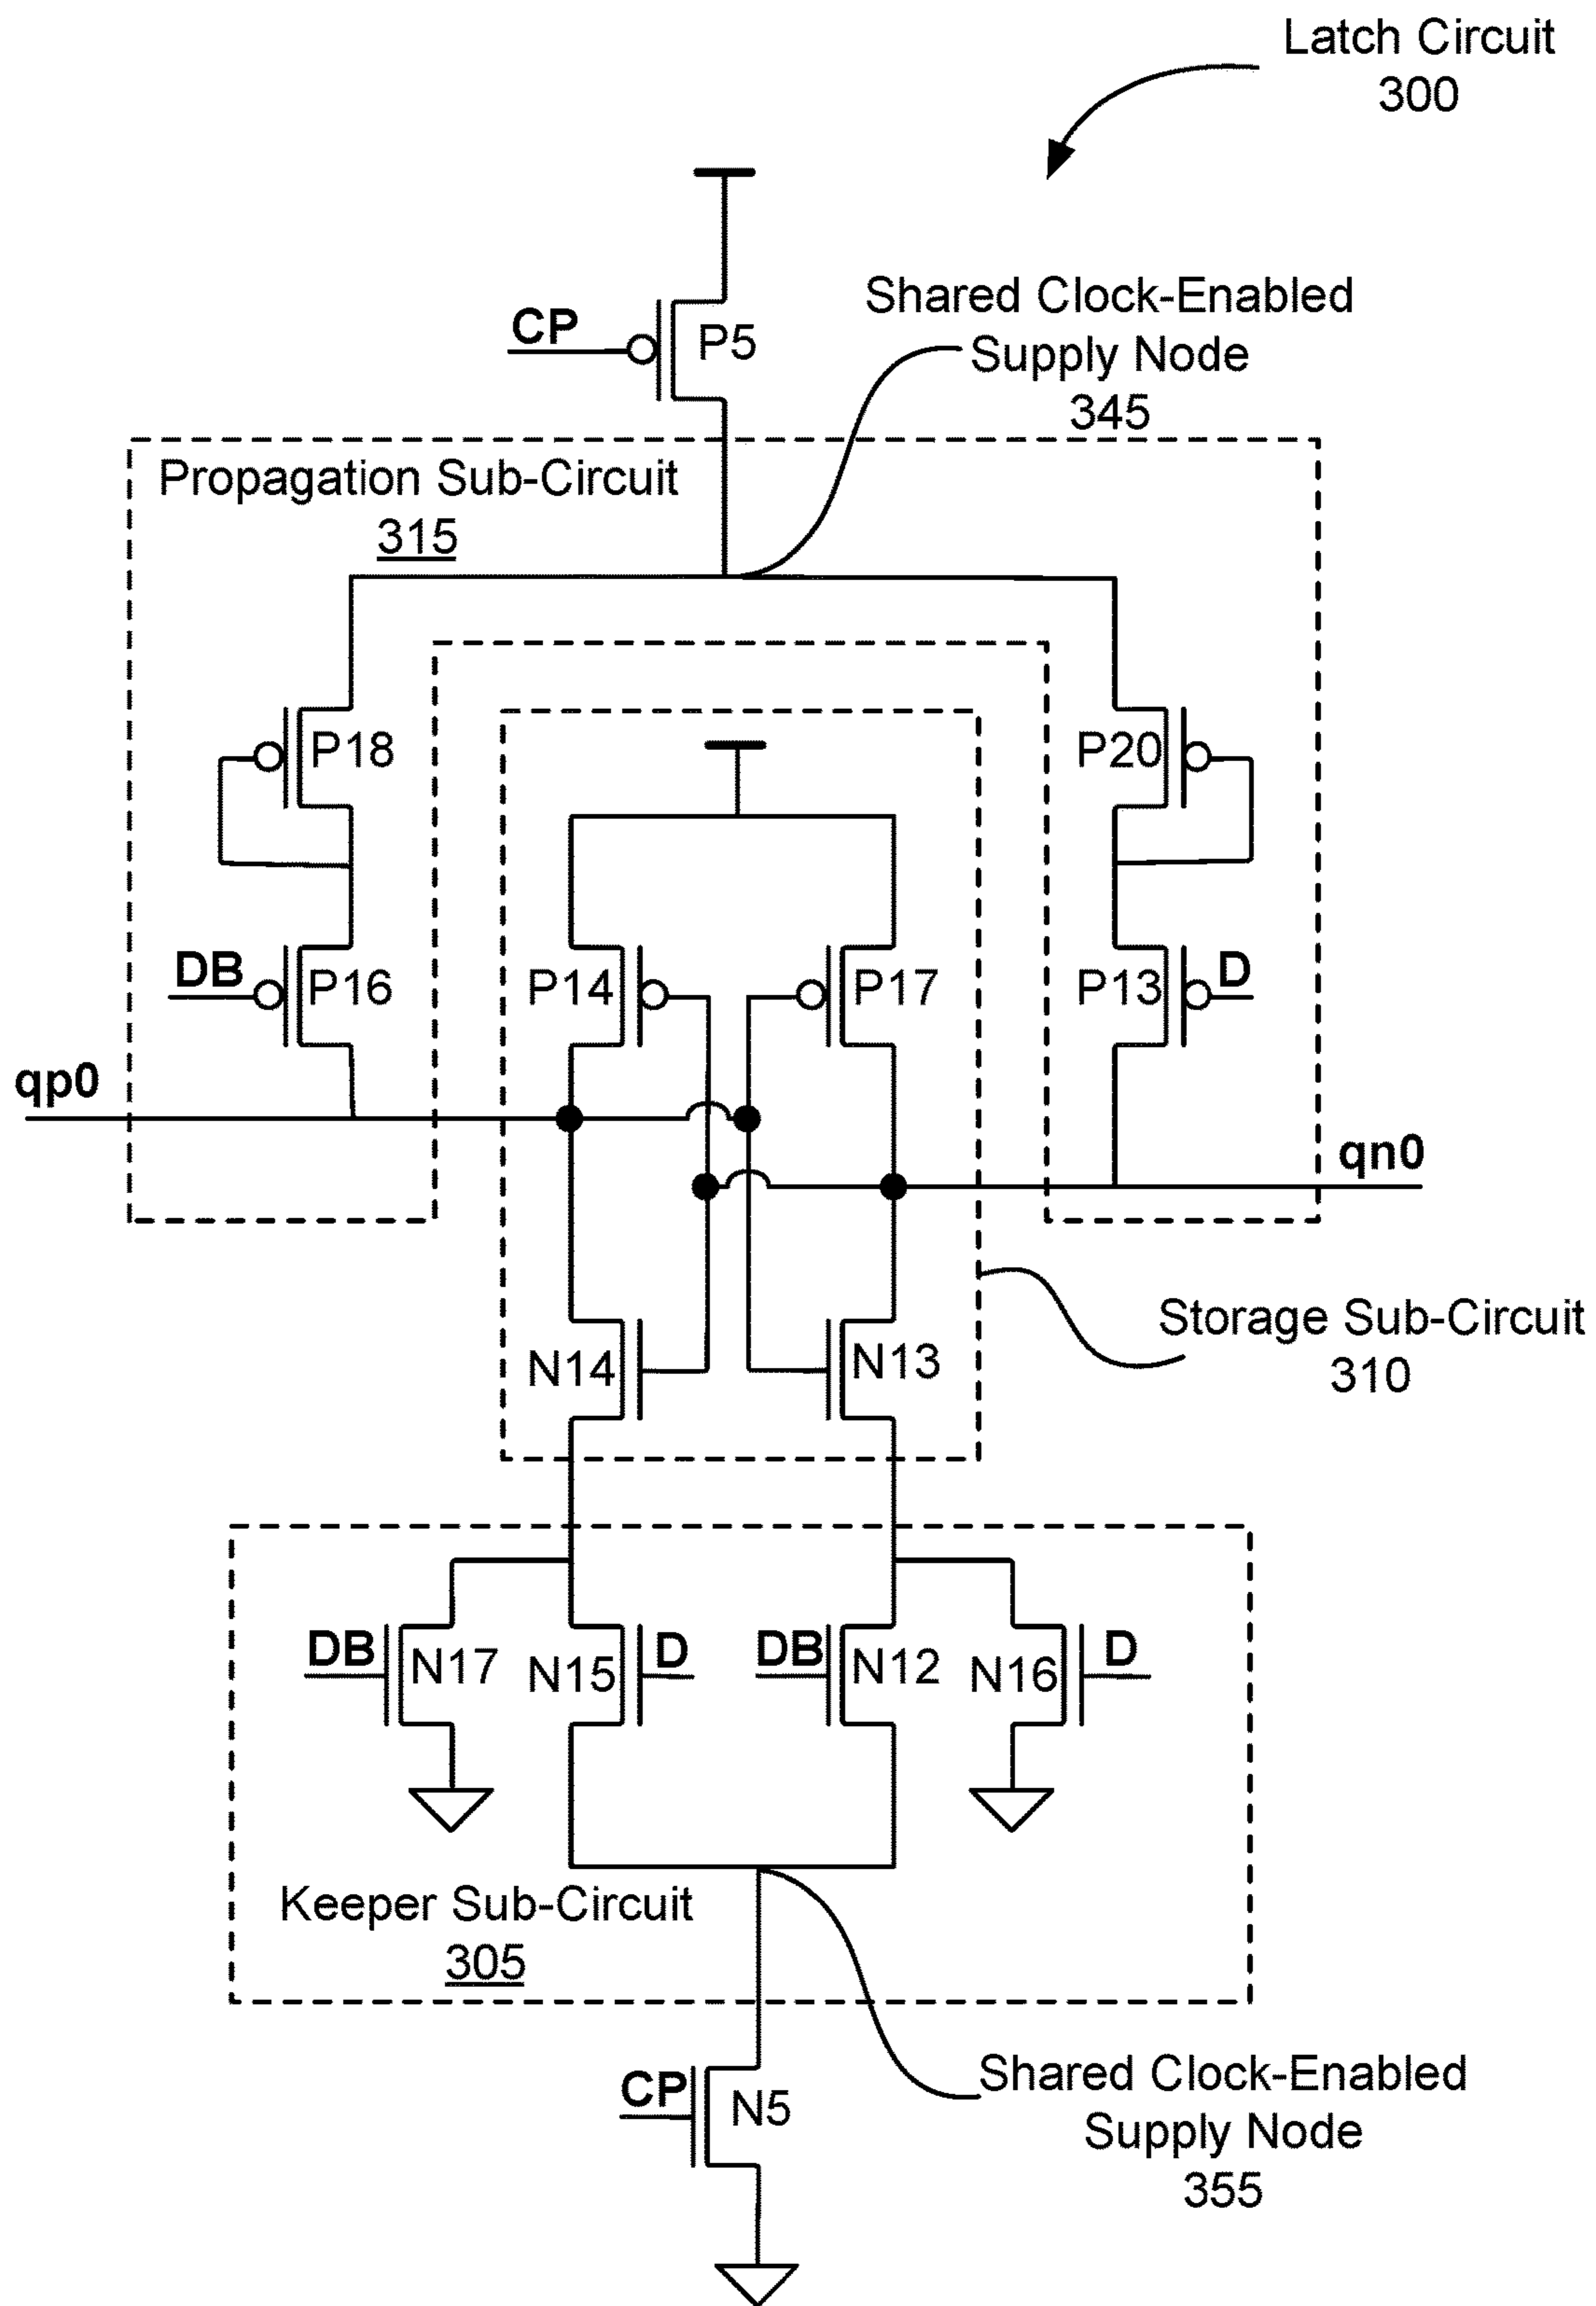 Latch Circuit
300
CP
P5
Shared Clock-Enabled
Supply Node
345
Propagation Sub-Circuit
315
P18
P20
DB
P16
P14
P17
P13
D
qp0
qn0
N14
N13
Storage Sub-Circuit
310
DB
N17
N15
D
DB
N12
N16
D
Keeper Sub-Circuit
305
CP
N5
Shared Clock-Enabled
Supply Node
355